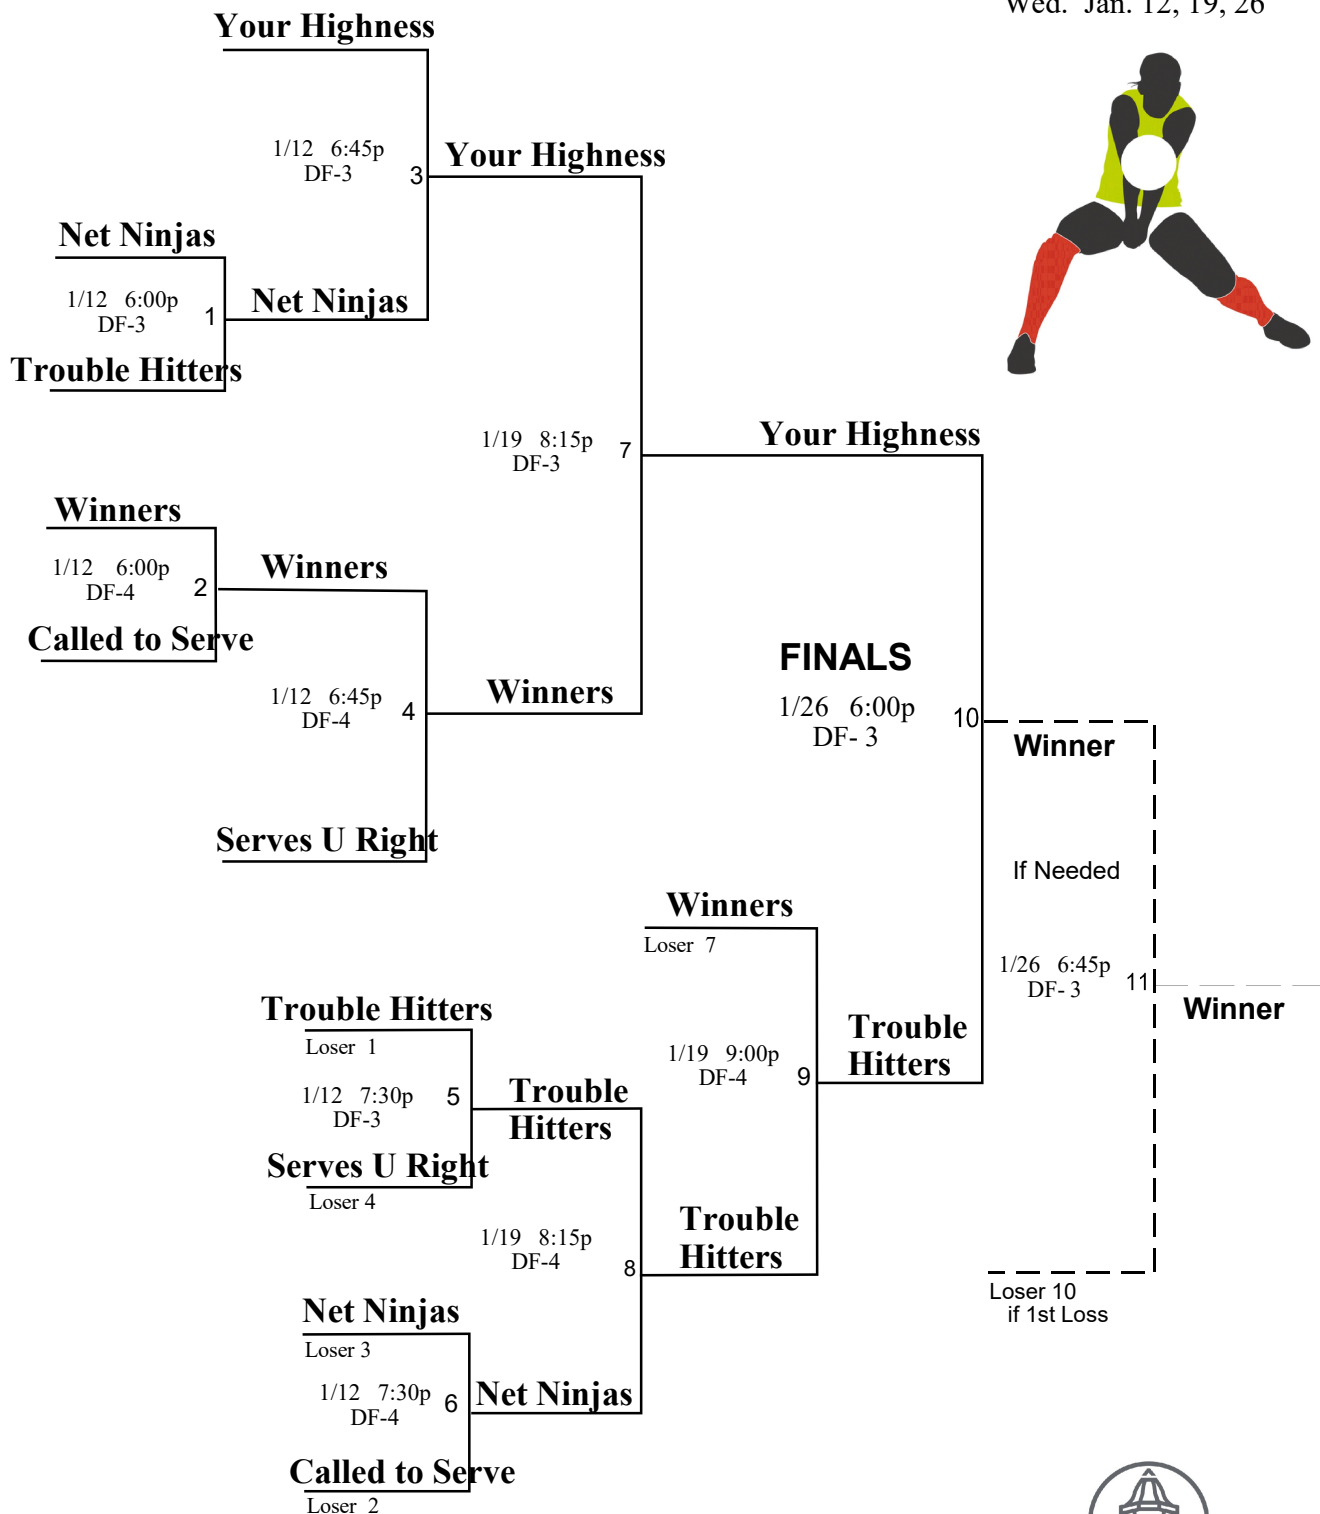 Wed.  Jan. 12, 19, 26
Your Highness
1/12   6:45p
DF-3
3
Your Highness
Net Ninjas
1/12   6:00p
DF-3
1
Net Ninjas
Trouble Hitters
1/19   8:15p
DF-3
7
Your Highness
Winners
1/12    6:00p
DF-4
2
Winners
Called to Serve
1/12   6:45p
DF-4
4
Winners
Serves U Right
FINALS
1/26   6:00p
DF- 3
10
Winner
If Needed
1/26   6:45p
DF- 3
11
Winner
Loser 10
if 1st Loss
Winners
Loser  7
1/19   9:00p
DF-4
9
Trouble
Hitters
Trouble Hitters
Loser  1
1/12   7:30p
DF-3
5
Trouble
Hitters
Serves U Right
Loser 4
1/19   8:15p
DF-4
8
Trouble
Hitters
Net Ninjas
Loser 3
1/12   7:30p
DF-4
6
Net Ninjas
Called to Serve
Loser  2